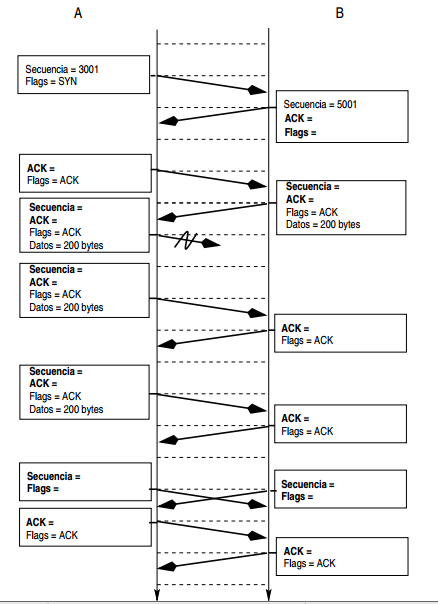 A
B
Secuencia = 3001
Flags = SYN
Secuencia = 5001
ACK =
Flags =
ACK =
Flags = ACK
Secuencia =
ACK =
Flags = ACK
Datos = 200 bytes
Secuencia =
ACK =
Flags = ACK
Datos = 200 bytes
Secuencia =
ACK =
Flags = ACK
Datos = 200 bytes
ACK =
Flags = ACK
Secuencia =
ACK =
Flags = ACK
Datos = 200 bytes
ACK =
Flags = ACK
Secuencia =
Flags =
Secuencia =
Flags =
ACK =
Flags = ACK
ACK =
Flags = ACK